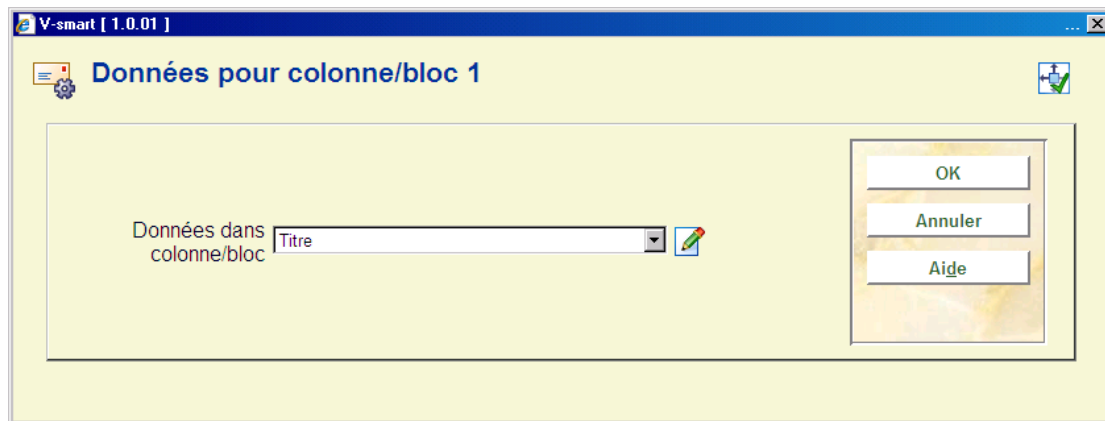 V-smart [ 1.0.01 ]
...
Données pour colonne/bloc 1
Données dans
colonne/bloc
Titre
OK
Annuler
Aide